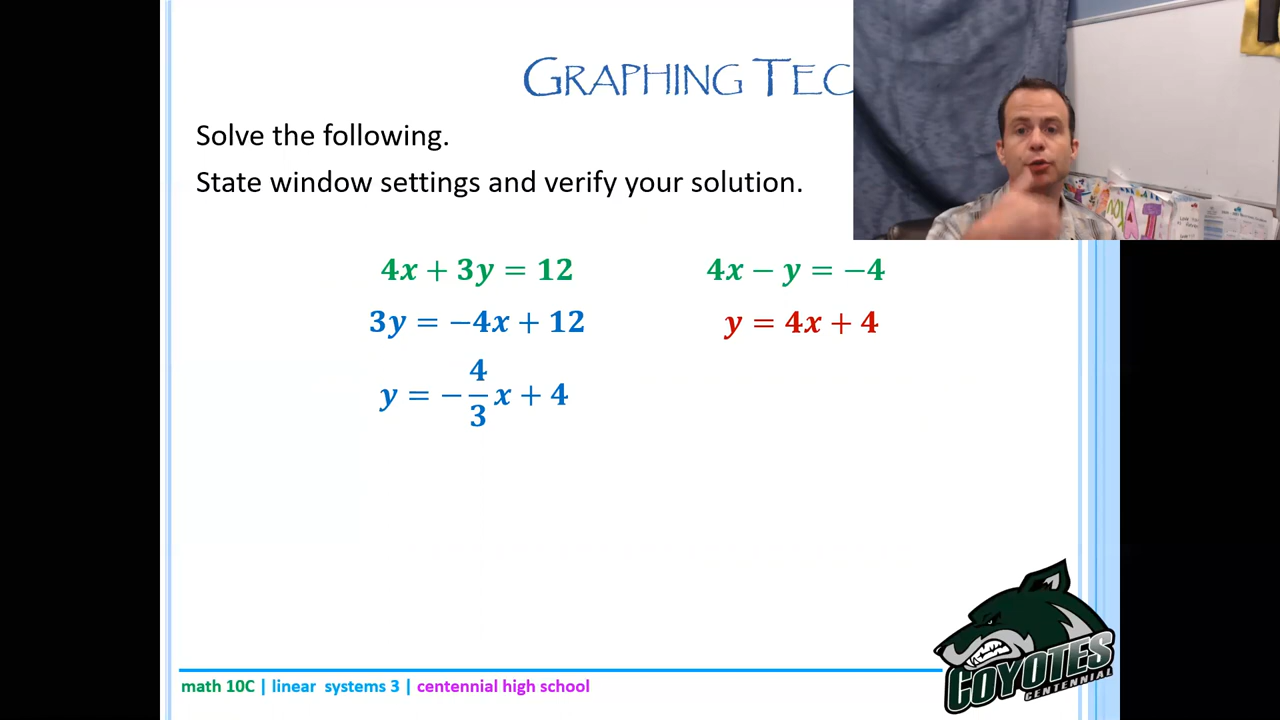 GRAPHING TEC
Solve the following.
State window settings and verify your solution.
4x + 3y = 12
4x − y = −4
3y = −4x + 12
y = 4x + 4
y = −4/3 x + 4
math 10C | linear systems 3 | centennial high school
COYOTES
CENTENNIAL